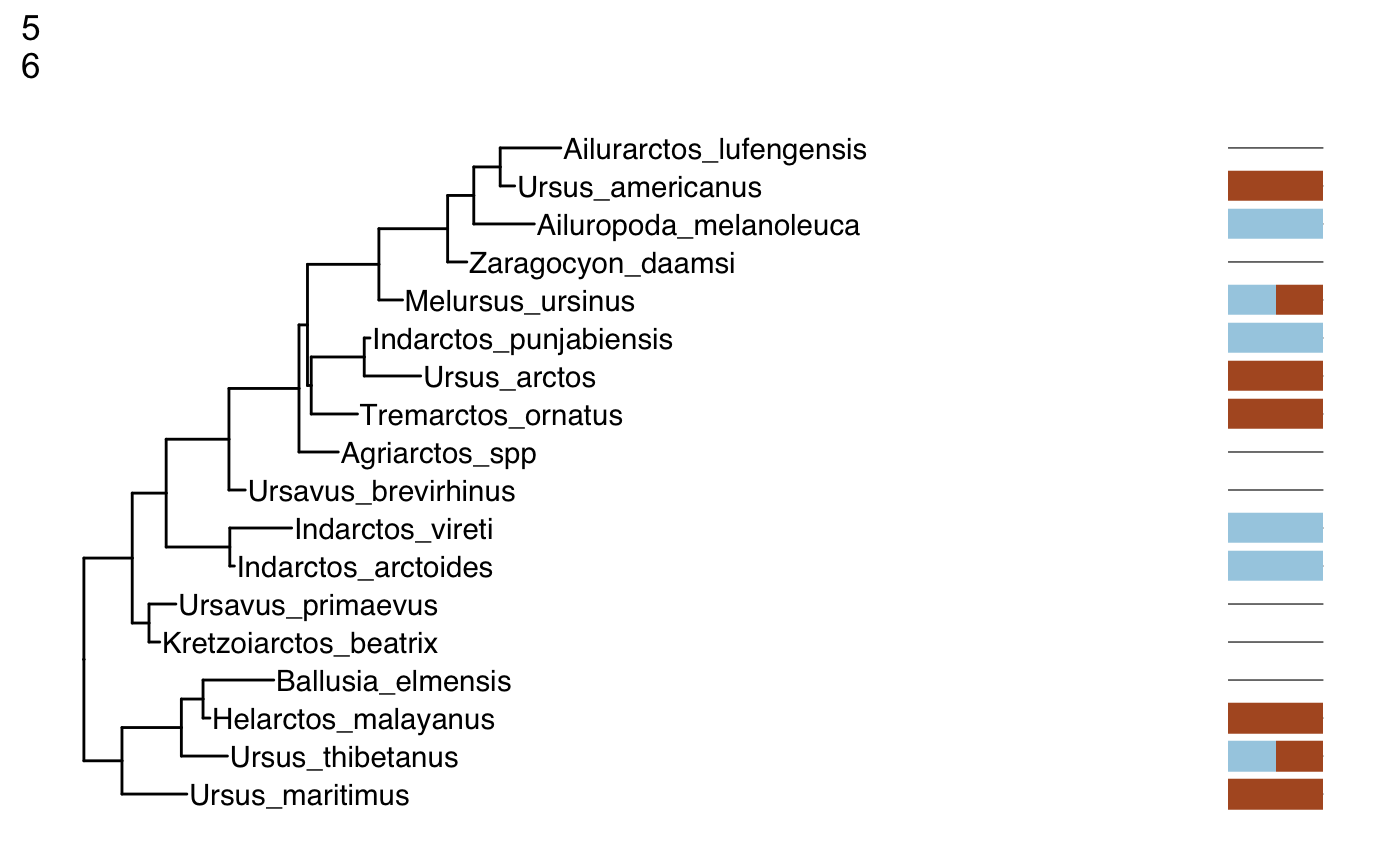 5
6
Ailurarctos_lufengensis
Ursus_americanus
Ailuropoda_melanoleuca
Zaragocyon_daamsi
Melursus_ursinus
Indarctos_punjabiensis
Ursus_arctos
Tremarctos_ornatus
Agriarctos_spp
Ursavus_brevirhinus
Indarctos_vireti
Indarctos_arctoides
Ursavus_primaevus
Kretzoiarctos_beatrix
Ballusia_elmensis
Helarctos_malayanus
Ursus_thibetanus
Ursus_maritimus